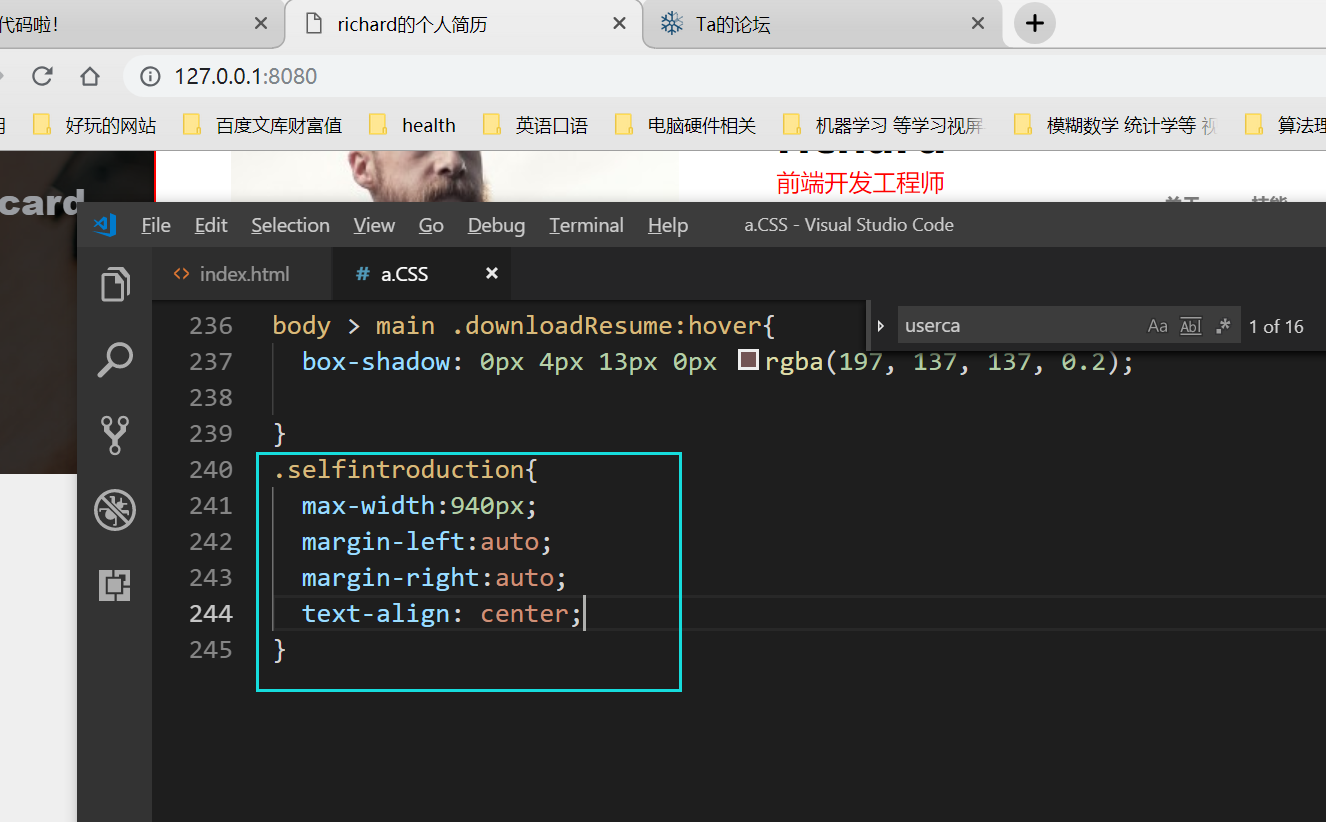 代码啦!
richard的个人简历
Ta的论坛
127.0.0.1:8080
好玩的网站 百度文库财富值 health 英语口语 电脑硬件相关 机器学习 等学习视屏 模糊数学 统计学等 视 算法理
前端开发工程师
card
File Edit Selection View Go Debug Terminal Help a.CSS - Visual Studio Code
<> index.html # a.CSS
userca Aa Abl .* 1 of 16
236 body > main .downloadResume:hover{
237 box-shadow: 0px 4px 13px 0px rgba(197, 137, 137, 0.2);
238
239 }
240 .selfintroduction{
241 max-width:940px;
242 margin-left:auto;
243 margin-right:auto;
244 text-align: center;
245 }